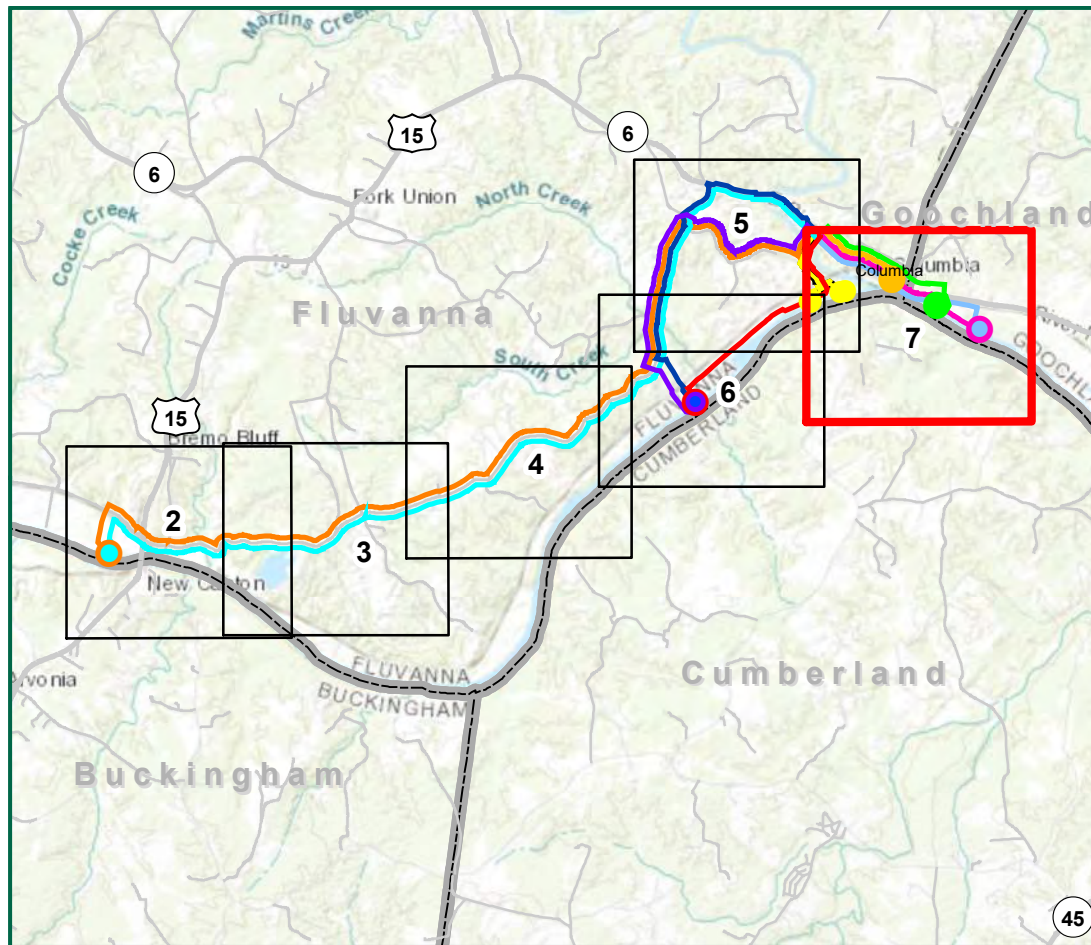 Martins Creek
15
6
6
Fork Union
North Creek
Cocke Creek
5
Goochland
Columbia
Columbia
Fluvanna
7
South Creek
GOOCHLA
FLUVANNA
CUMBERLAND
6
15
Bremo Bluff
4
2
3
New Canton
FLUVANNA
BUCKINGHAM
Cumberland
Buckingham
45